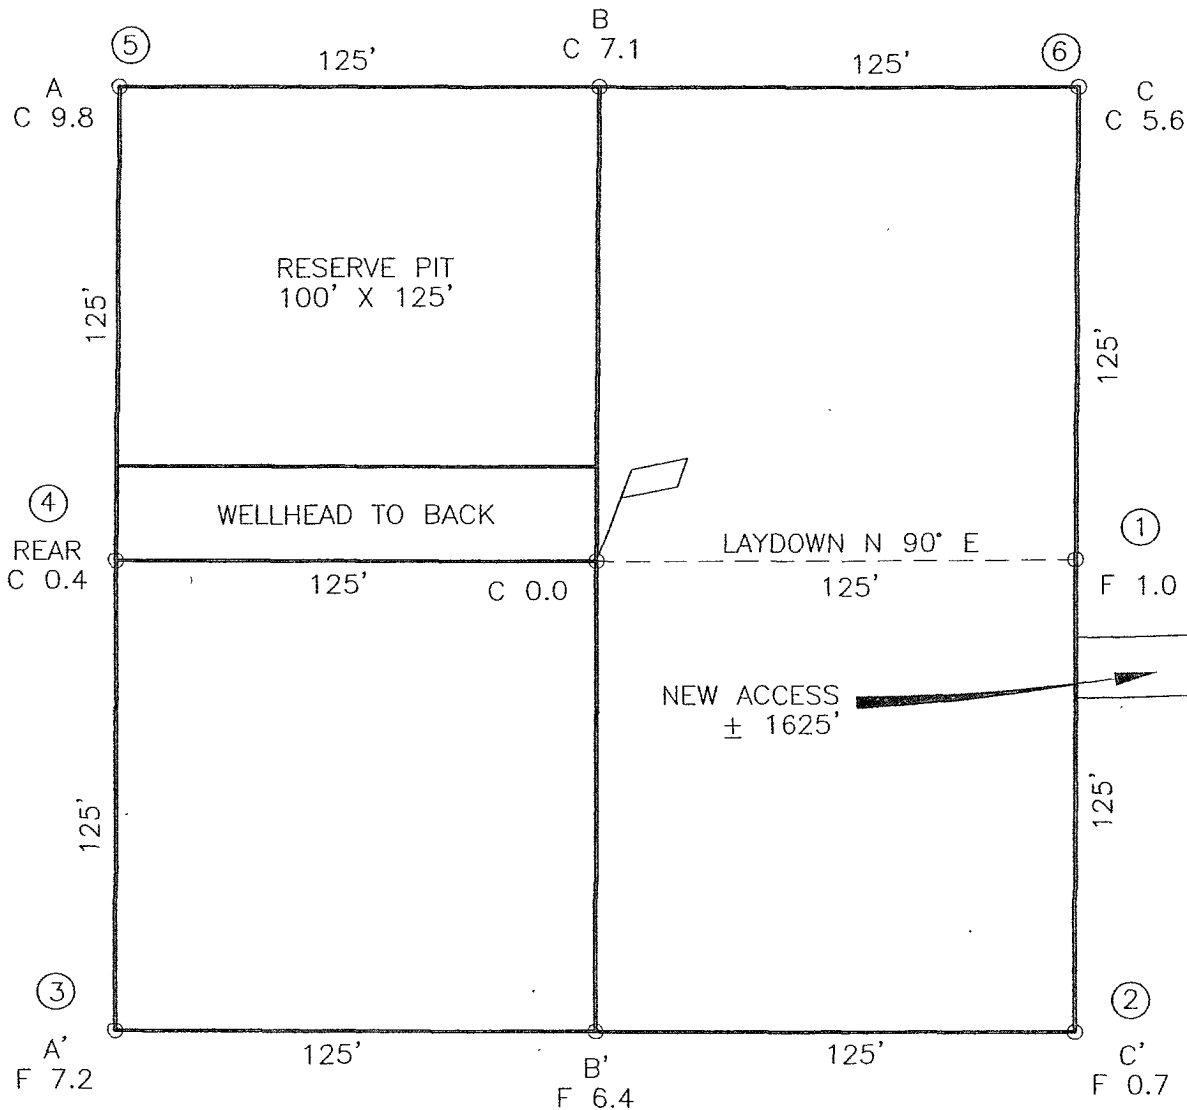 B
C 7.1
5
125'
125'
6
A
C 9.8
C
C 5.6
RESERVE PIT
100' X 125'
125'
125'
4
WELLHEAD TO BACK
REAR
C 0.4
125'
C 0.0
LAYDOWN N 90° E
125'
1
F 1.0
NEW ACCESS
± 1625'
125'
125'
3
A'
F 7.2
125'
B'
F 6.4
125'
2
C'
F 0.7